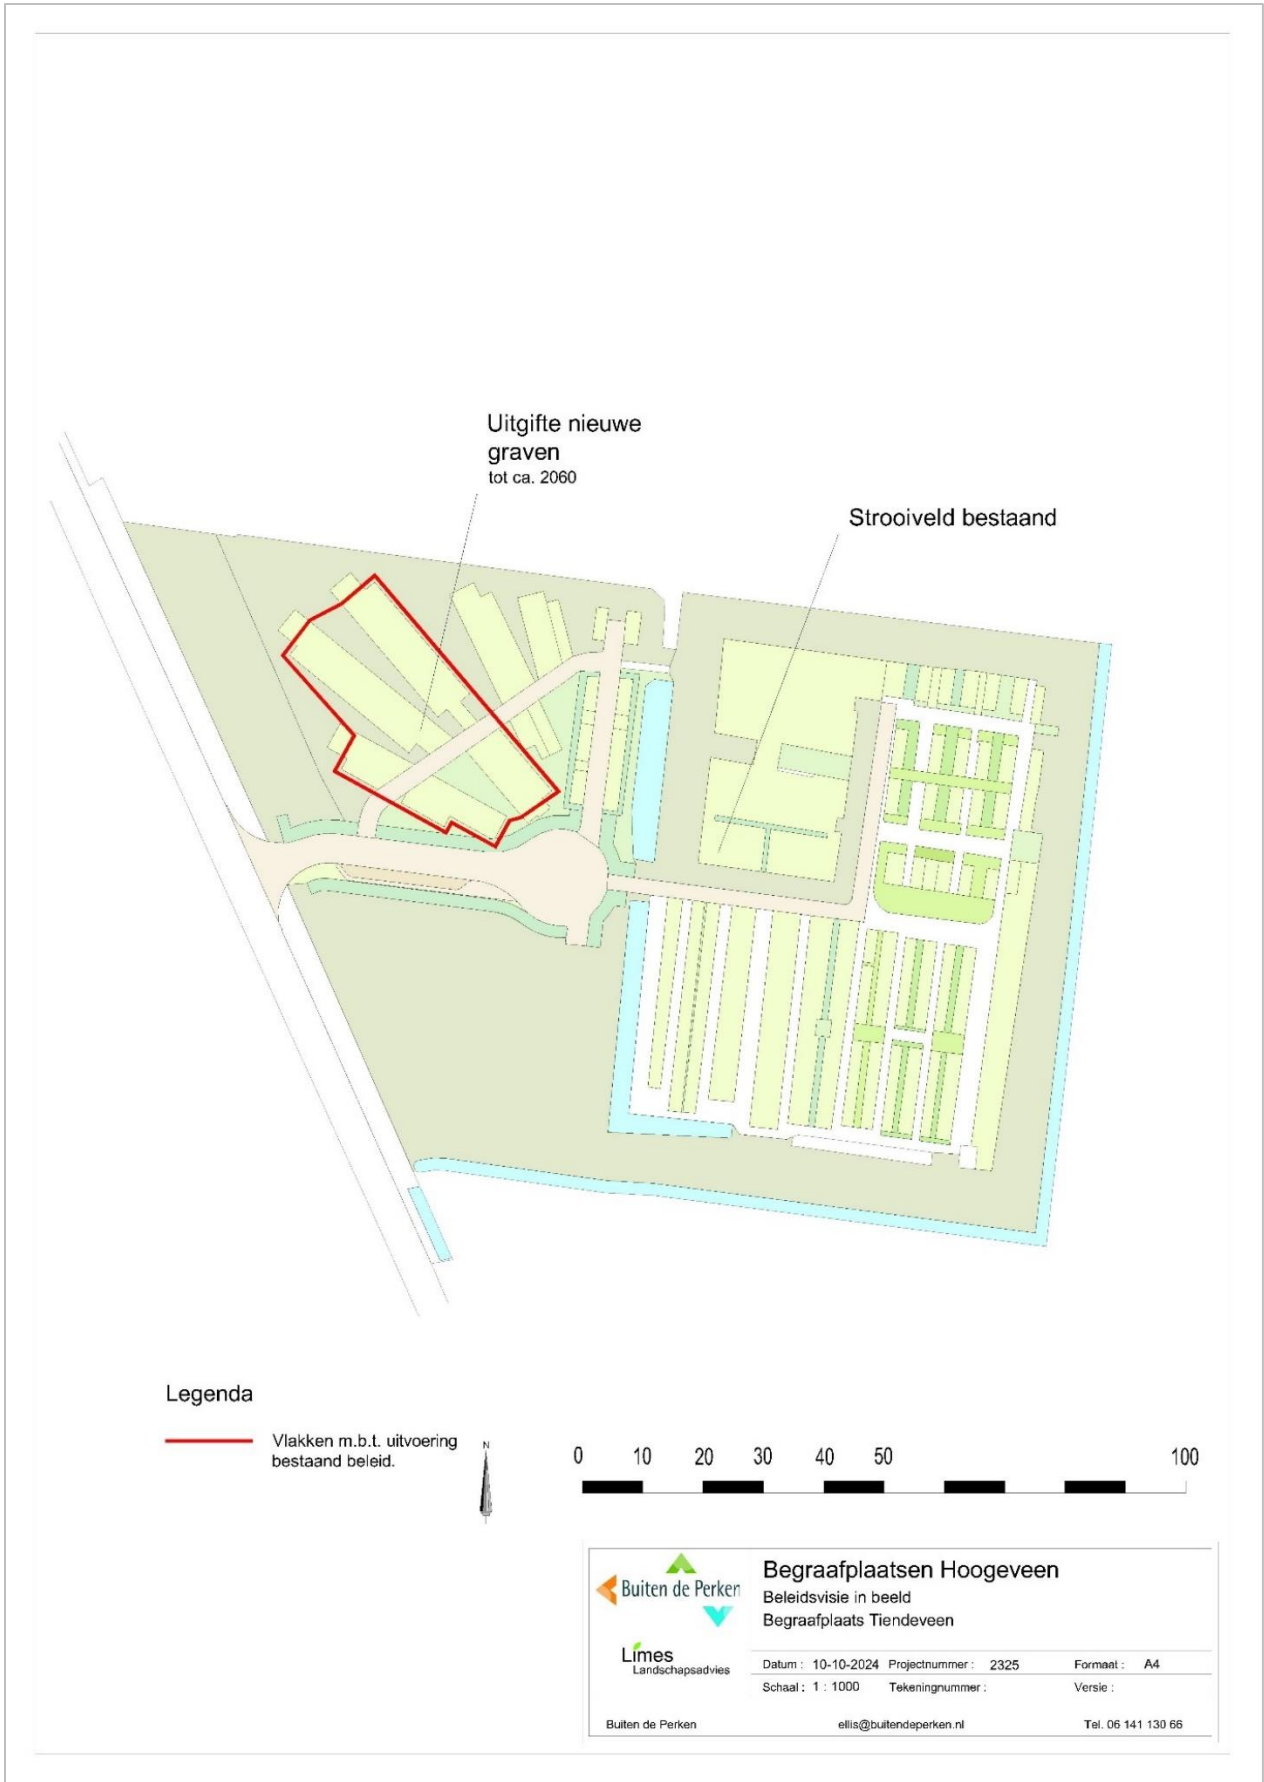 Uitgifte nieuwe
graven
tot ca. 2060
Strooiveld bestaand
Legenda
Vlakken m.b.t. uitvoering
bestaand beleid.
N
0 10 20 30 40 50 100
Buiten de Perken
Limes
Landschapsadvies
Begraafplaatsen Hoogeveen
Beleidsvisie in beeld
Begraafplaats Tiendeveen
Datum : 10-10-2024 Projectnummer : 2325 Formaat : A4
Schaal : 1 : 1000 Tekeningnummer : Versie :
Buiten de Perken ellis@buitendeperken.nl Tel. 06 141 130 66